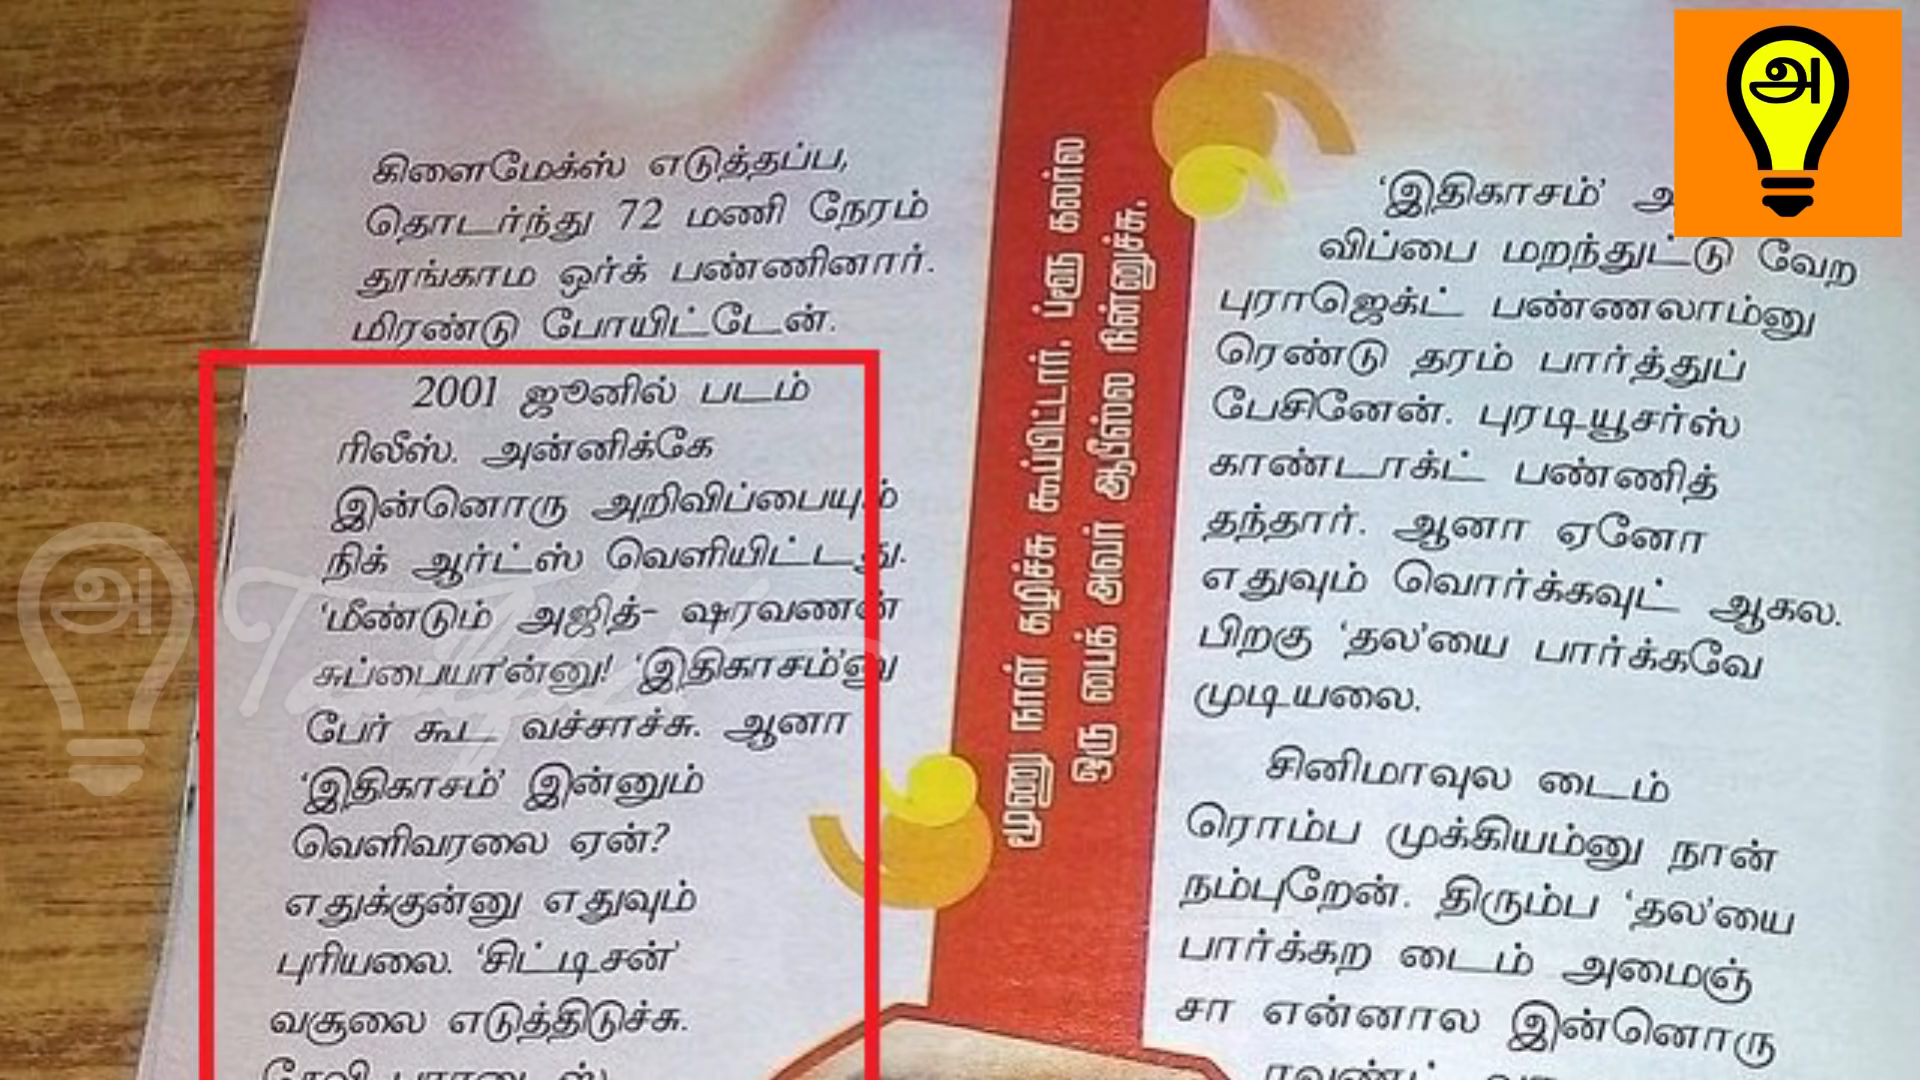 கிளைமேக்ஸ் எடுத்தப்ப,
தொடர்ந்து 72 மணி நேரம்
தூங்காம ஒர்க் பண்ணினார்.
மிரண்டு போயிட்டேன்.
2001 ஜூனில் படம்
ரிலீஸ். அன்னிக்கே
இன்னொரு அறிவிப்பையும்
நிக் ஆர்ட்ஸ் வெளியிட்டது.
'மீண்டும் அஜித்- ஷரவணன்
சுப்பையா'ன்னு! 'இதிகாசம்'னு
பேர் கூட வச்சாச்சு. ஆனா
'இதிகாசம்' இன்னும்
வெளிவரலை ஏன்?
எதுக்குன்னு எதுவும்
புரியலை. 'சிட்டிசன்'
வசூலை எடுத்திடுச்சு.
மூணு நாள் கழிச்சு கூப்பிட்டார். ப்ளூ கலர்ல
ஒரு பைக் அவர் ஆபீஸ்ல நின்னுச்சு.
'இதிகாசம்'
விப்பை மறந்துட்டு வேற
புராஜெக்ட் பண்ணலாம்னு
ரெண்டு தரம் பார்த்துப்
பேசினேன். புரடியூசர்ஸ்
காண்டாக்ட் பண்ணித்
தந்தார். ஆனா ஏனோ
எதுவும் வொர்க்கவுட் ஆகல.
பிறகு 'தல'யை பார்க்கவே
முடியலை.
சினிமாவுல டைம்
ரொம்ப முக்கியம்னு நான்
நம்புறேன். திரும்ப 'தல'யை
பார்க்கற டைம் அமைஞ்
சா என்னால இன்னொரு
அ
அ